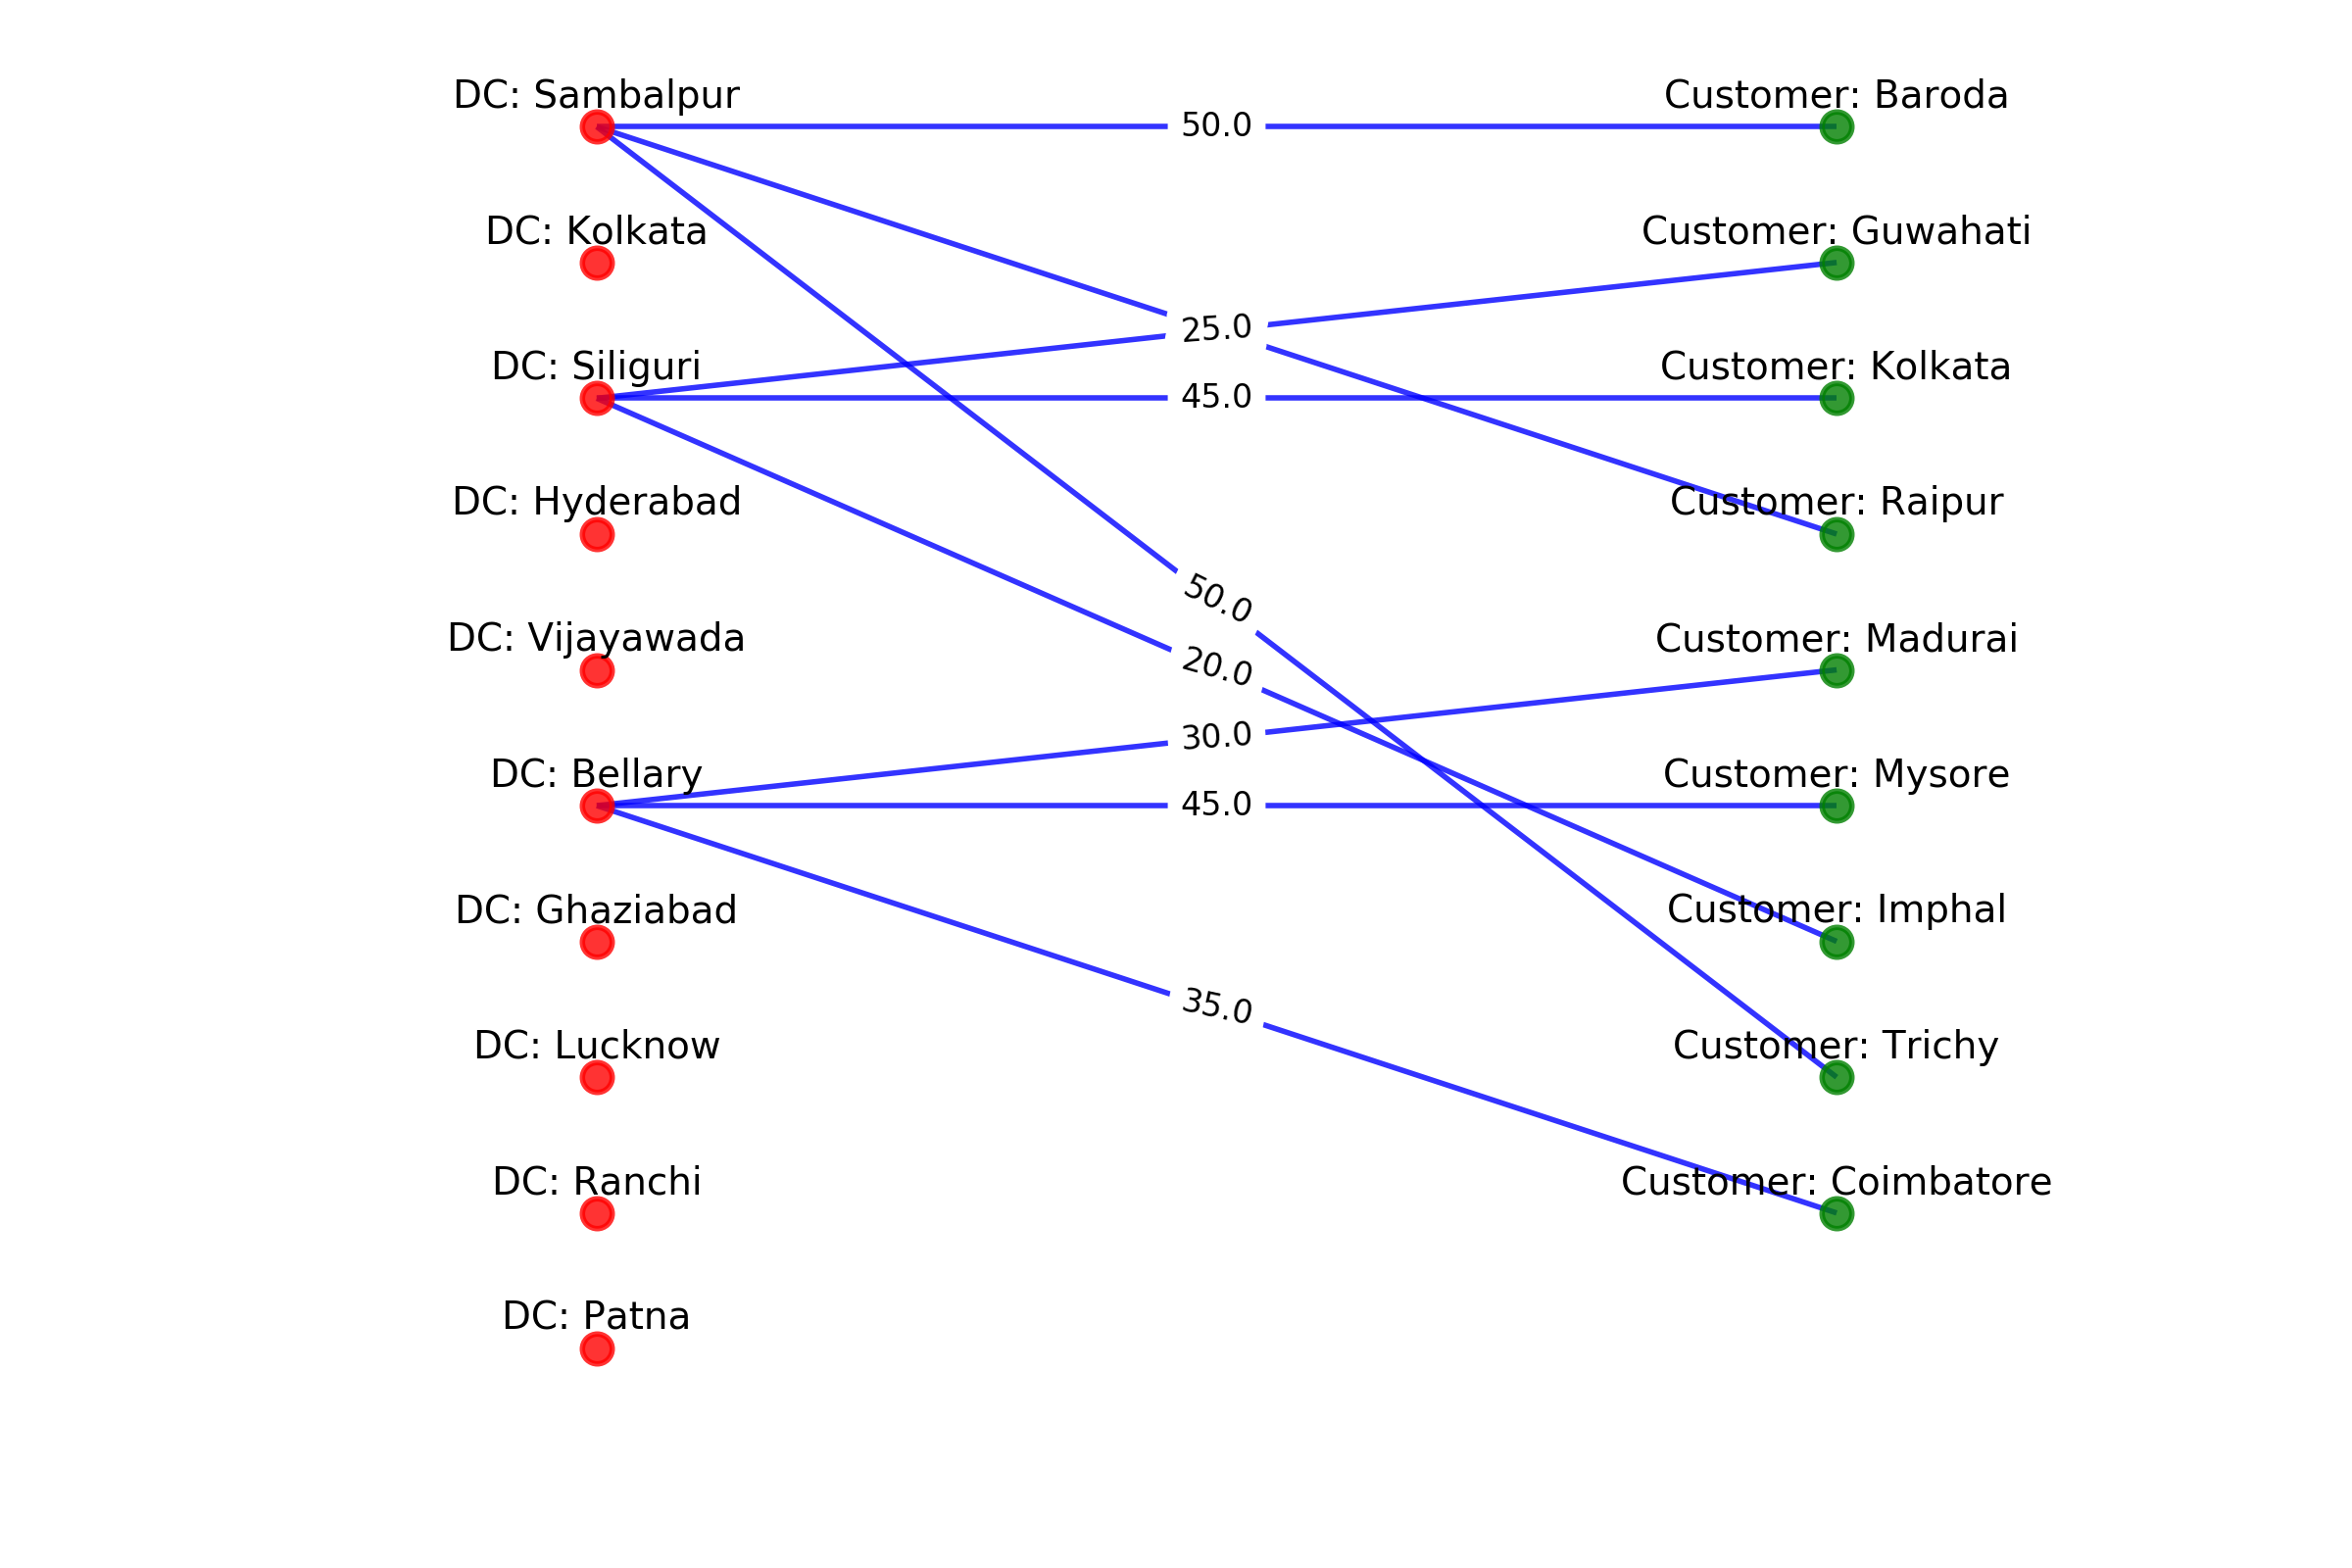 DC: Sambalpur
Customer: Baroda
50.0
DC: Kolkata
Customer: Guwahati
25.0
DC: Siliguri
Customer: Kolkata
45.0
DC: Hyderabad
Customer: Raipur
50.0
DC: Vijayawada
Customer: Madurai
20.0
30.0
DC: Bellary
Customer: Mysore
45.0
DC: Ghaziabad
Customer: Imphal
35.0
DC: Lucknow
Customer: Trichy
DC: Ranchi
Customer: Coimbatore
DC: Patna